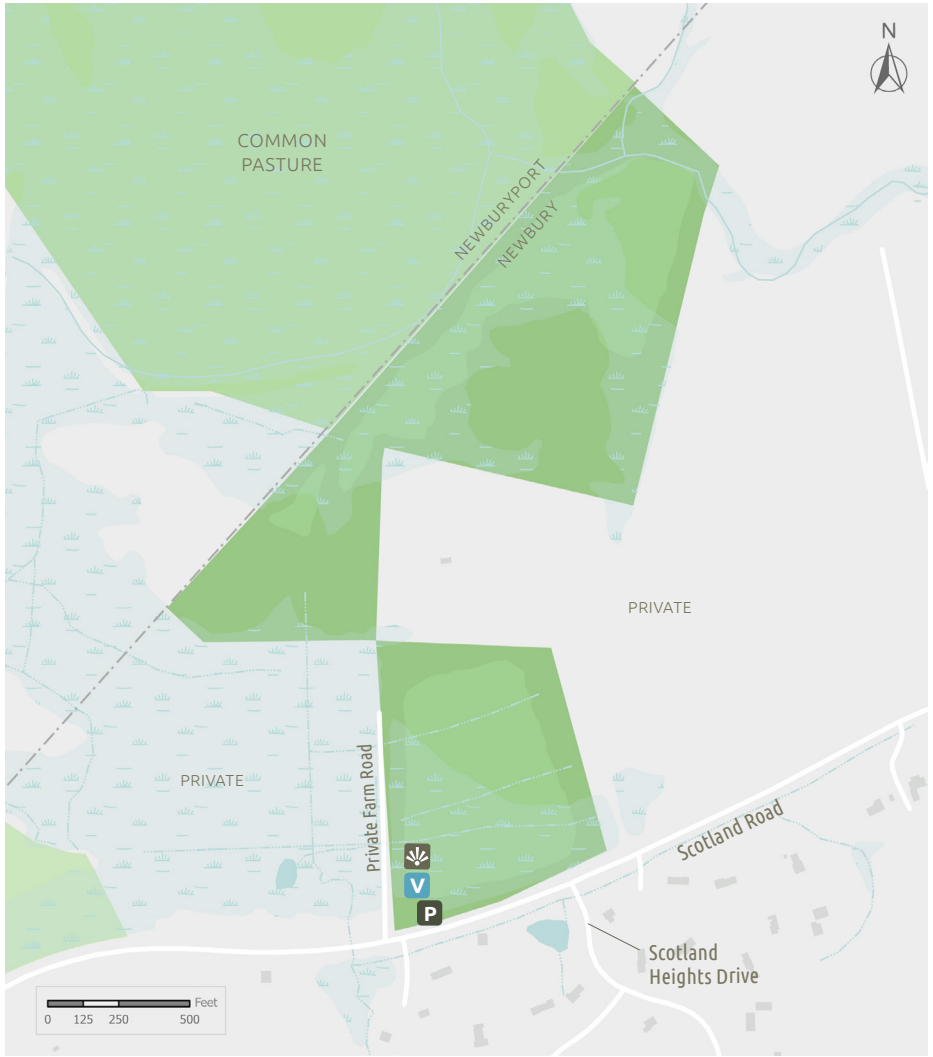 N
COMMON
PASTURE
NEWBURYPORT
NEWBURY
PRIVATE
PRIVATE
Private Farm Road
Scotland Road
V
P
Scotland
Heights Drive
Feet
0 125 250 500